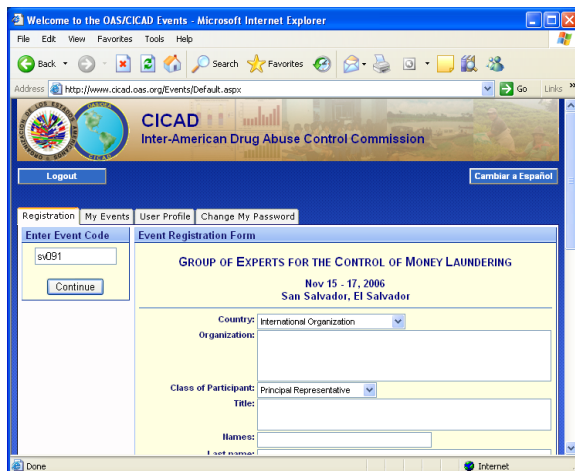 Welcome to the OAS/CICAD Events - Microsoft Internet Explorer
File Edit View Favorites Tools Help
Back Search Favorites
Address http://www.cicad.oas.org/Events/Default.aspx Go Links »
CICAD
Inter-American Drug Abuse Control Commission
Logout Cambiar a Español
Registration My Events User Profile Change My Password
Enter Event Code Event Registration Form
sv091
Continue
GROUP OF EXPERTS FOR THE CONTROL OF MONEY LAUNDERING
Nov 15 - 17, 2006
San Salvador, El Salvador
Country: International Organization
Organization:
Class of Participant: Principal Representative
Title:
Names:
Last name:
Done Internet